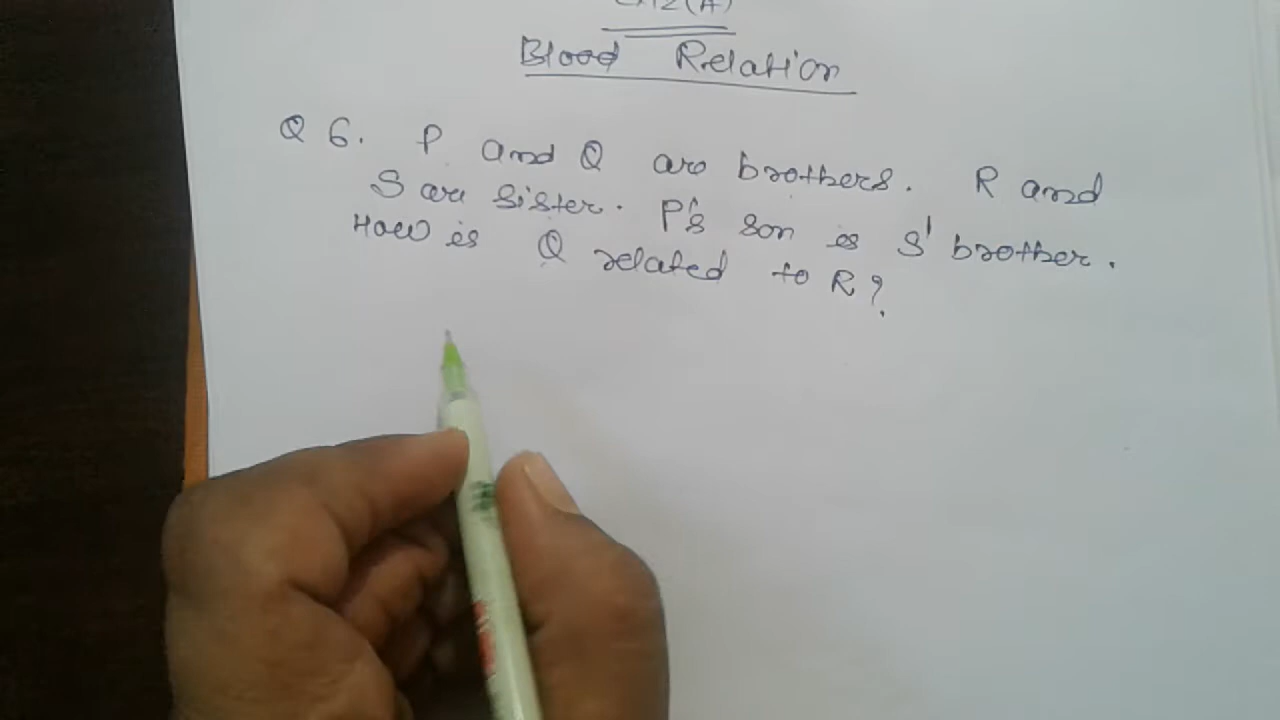 Blood Relation
Q 6. P and Q are brothers. R and
S are sister. P's son is S' brother.
How is Q related to R?